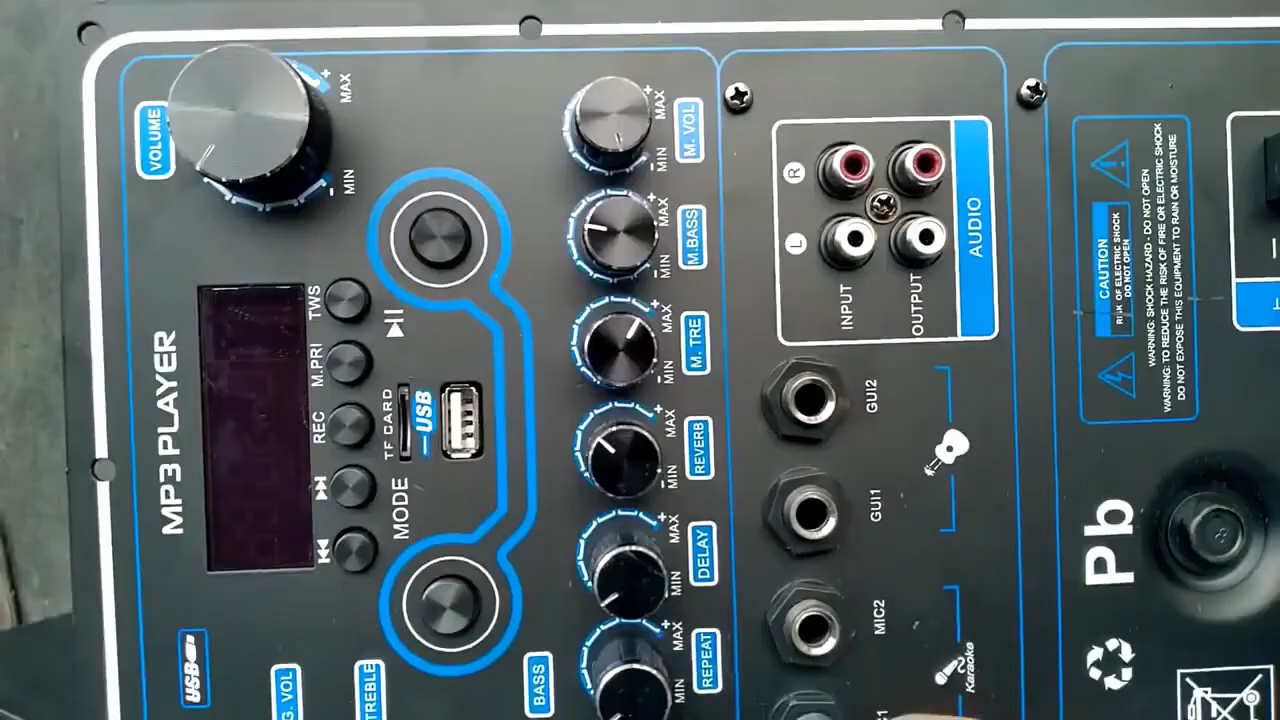 VOLUME
MAX
MIN
MP3 PLAYER
TWS
M.PRI
REC
MODE
TF CARD
USB
USB
G. VOL
TREBLE
BASS
MAX
MIN
M. VOL
MAX
MIN
M.BASS
MAX
MIN
M. TRE
MAX
MIN
REVERB
MAX
MIN
DELAY
MAX
MIN
REPEAT
R
L
INPUT
OUTPUT
AUDIO
GUI2
GUI1
MIC2
Karaoke
CAUTION
RISK OF ELECTRIC SHOCK
DO NOT OPEN
WARNING: SHOCK HAZARD - DO NOT OPEN
WARNING: TO REDUCE THE RISK OF FIRE OR ELECTRIC SHOCK
DO NOT EXPOSE THIS EQUIPMENT TO RAIN OR MOISTURE
Pb